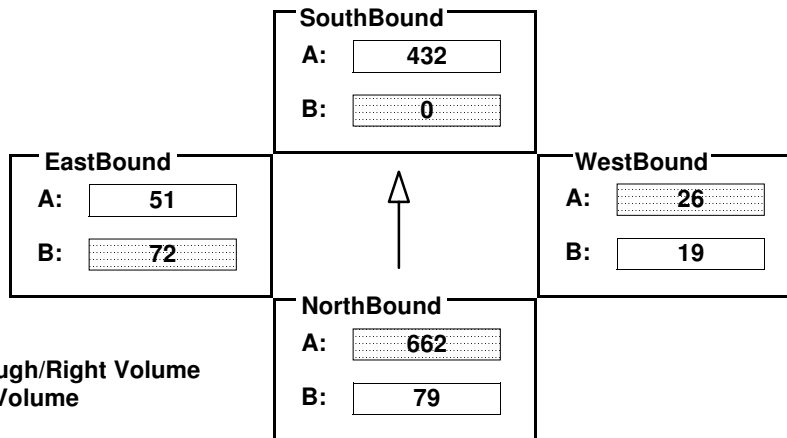 SouthBound
A: 432
B: 0
EastBound
A: 51
B: 72
WestBound
A: 26
B: 19
NorthBound
A: 662
B: 79
ugh/Right Volume
Volume